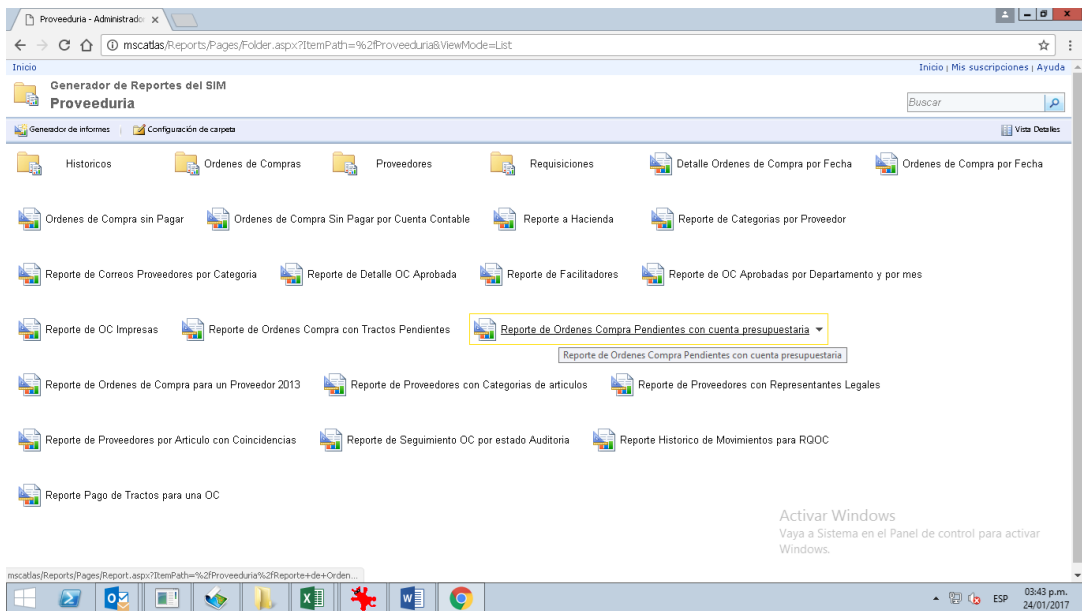 Proveeduria - Administrado
mscatlas/Reports/Pages/Folder.aspx?ItemPath=%2fProveeduria&ViewMode=List
Inicio
Inicio | Mis suscripciones | Ayuda
Generador de Reportes del SIM
Proveeduria
Buscar
Generador de informes
Configuración de carpeta
Vista Detalles
Historicos
Ordenes de Compras
Proveedores
Requisiciones
Detalle Ordenes de Compra por Fecha
Ordenes de Compra por Fecha
Ordenes de Compra sin Pagar
Ordenes de Compra Sin Pagar por Cuenta Contable
Reporte a Hacienda
Reporte de Categorias por Proveedor
Reporte de Correos Proveedores por Categoria
Reporte de Detalle OC Aprobada
Reporte de Facilitadores
Reporte de OC Aprobadas por Departamento y por mes
Reporte de OC Impresas
Reporte de Ordenes Compra con Tractos Pendientes
Reporte de Ordenes Compra Pendientes con cuenta presupuestaria
Reporte de Ordenes Compra Pendientes con cuenta presupuestaria
Reporte de Ordenes de Compra para un Proveedor 2013
Reporte de Proveedores con Categorias de articulos
Reporte de Proveedores con Representantes Legales
Reporte de Proveedores por Articulo con Coincidencias
Reporte de Seguimiento OC por estado Auditoria
Reporte Historico de Movimientos para RQOC
Reporte Pago de Tractos para una OC
Activar Windows
Vaya a Sistema en el Panel de control para activar
Windows.
mscatlas/Reports/Pages/Report.aspx?ItemPath=%2fProveeduria%2fReporte+de+Orden...
ESP
03:43 p.m.
24/01/2017